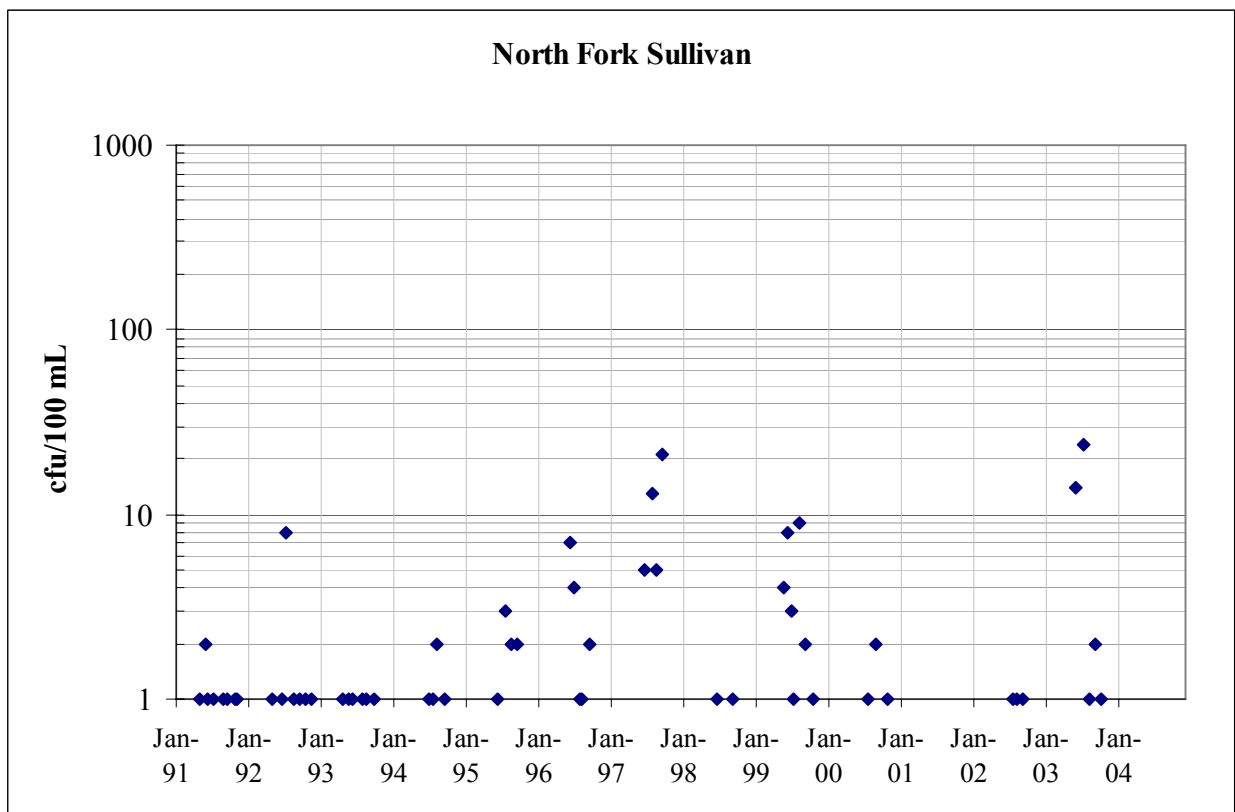 North Fork Sullivan
cfu/100 mL
1000
100
10
1
Jan-91 Jan-92 Jan-93 Jan-94 Jan-95 Jan-96 Jan-97 Jan-98 Jan-99 Jan-00 Jan-01 Jan-02 Jan-03 Jan-04